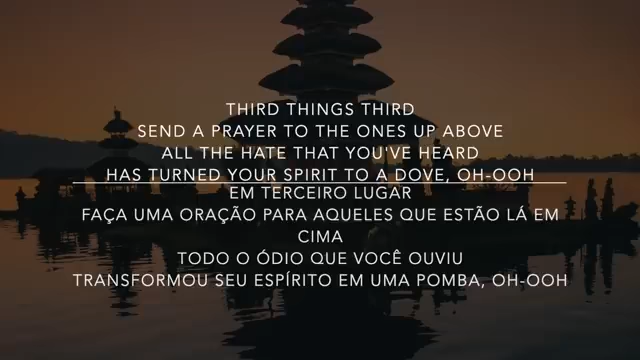 THIRD THINGS THIRD
SEND A PRAYER TO THE ONES UP ABOVE
ALL THE HATE THAT YOU'VE HEARD
HAS TURNED YOUR SPIRIT TO A DOVE, OH-OOH
EM TERCEIRO LUGAR
FAÇA UMA ORAÇÃO PARA AQUELES QUE ESTÃO LÁ EM
CIMA
TODO O ÓDIO QUE VOCÊ OUVIU
TRANSFORMOU SEU ESPÍRITO EM UMA POMBA, OH-OOH